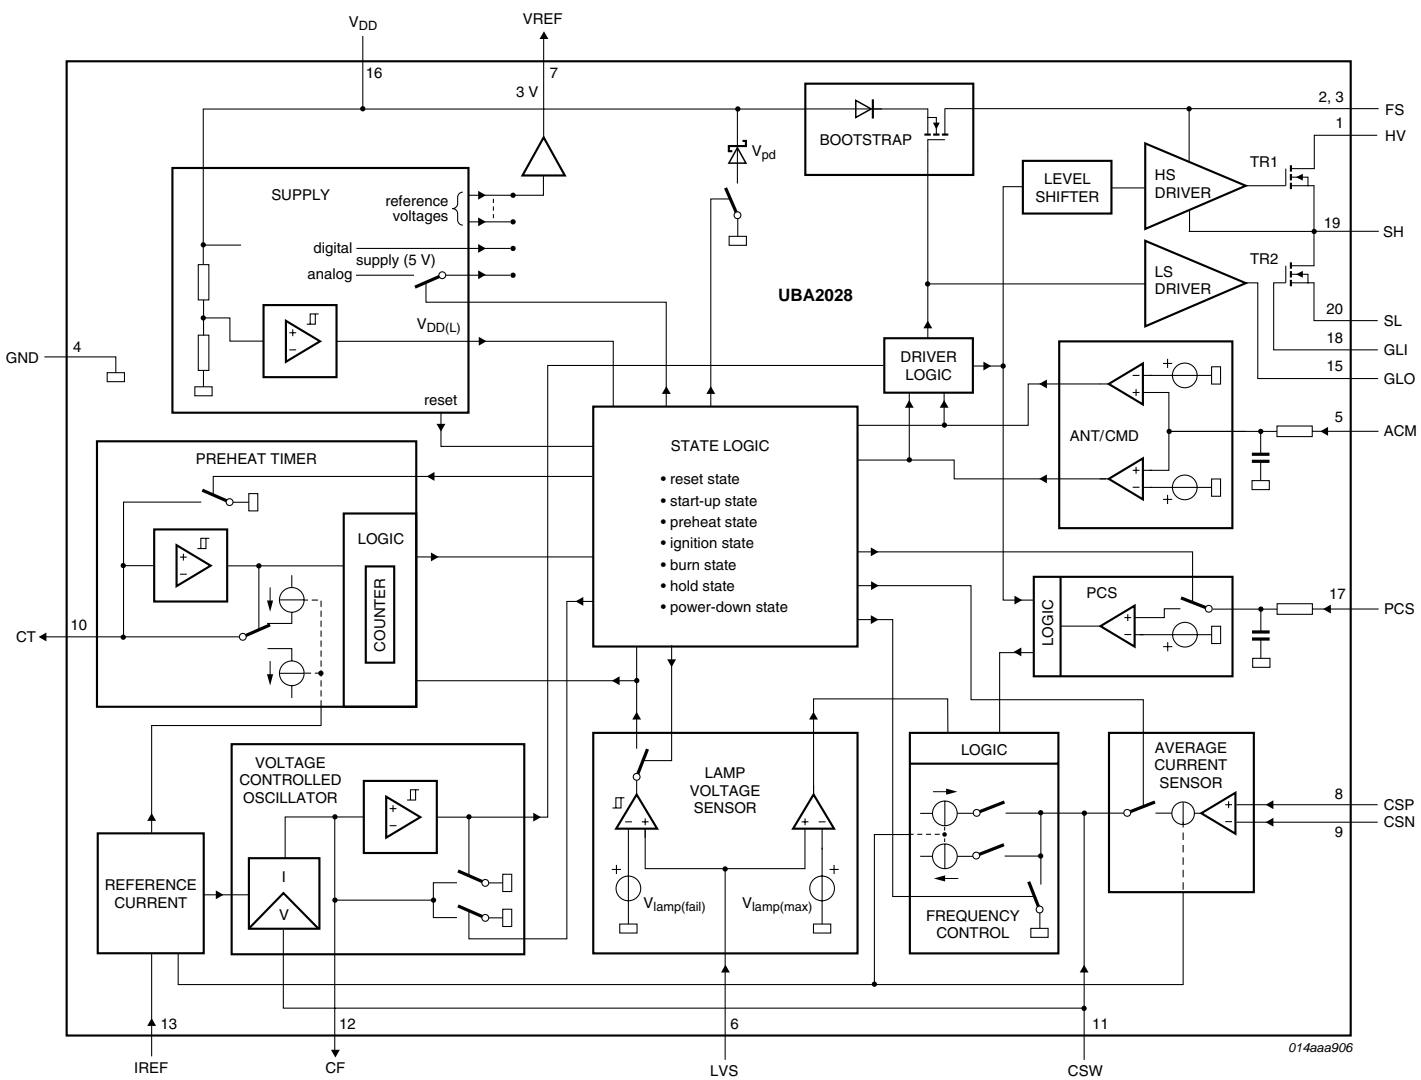 VDD
VREF
16
7
3 V
2, 3
FS
1
HV
BOOTSTRAP
Vpd
SUPPLY
reference
voltages
digital
supply (5 V)
analog
VDD(L)
reset
LEVEL
SHIFTER
HS
DRIVER
TR1
19
SH
LS
DRIVER
TR2
20
SL
18
GLI
15
GLO
UBA2028
4
GND
DRIVER
LOGIC
ANT/CMD
5
ACM
PREHEAT TIMER
LOGIC
COUNTER
10
CT
STATE LOGIC
• reset state
• start-up state
• preheat state
• ignition state
• burn state
• hold state
• power-down state
LOGIC
PCS
17
PCS
VOLTAGE
CONTROLLED
OSCILLATOR
I
V
REFERENCE
CURRENT
LAMP
VOLTAGE
SENSOR
Vlamp(fail)
Vlamp(max)
LOGIC
FREQUENCY
CONTROL
AVERAGE
CURRENT
SENSOR
8
CSP
CSN
9
13
12
6
11
IREF
CF
LVS
CSW
014aaa906